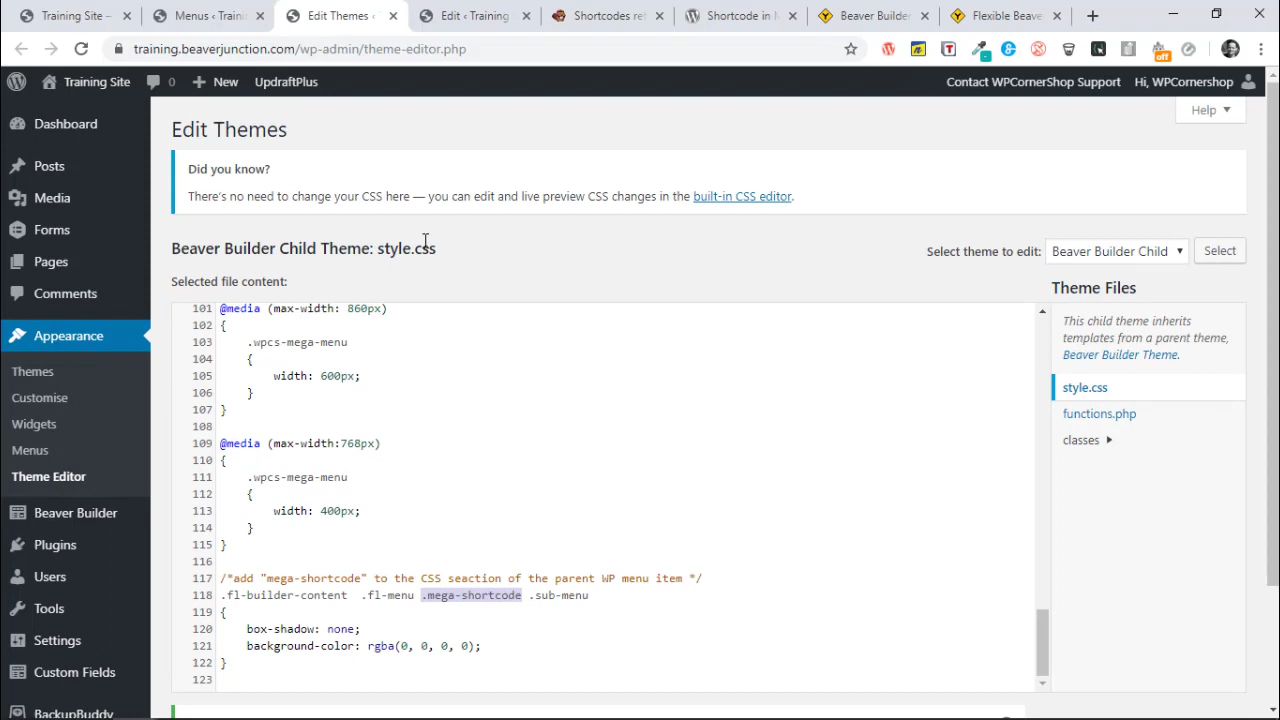 Training Site –
Menus ‹ Traini
Edit Themes ‹
Edit ‹ Training
Shortcodes re
Shortcode in M
Beaver Builder
Flexible Beaver
training.beaverjunction.com/wp-admin/theme-editor.php
off
Training Site
0
New
UpdraftPlus
Contact WPCornerShop Support
Hi, WPCornershop
Help
Dashboard
Posts
Media
Forms
Pages
Comments
Appearance
Themes
Customise
Widgets
Menus
Theme Editor
Beaver Builder
Plugins
Users
Tools
Settings
Custom Fields
BackupBuddy
Edit Themes
Did you know?
There's no need to change your CSS here — you can edit and live preview CSS changes in the built-in CSS editor.
Beaver Builder Child Theme: style.css
Select theme to edit:
Beaver Builder Child
Select
Selected file content:
101 @media (max-width: 860px)
102 {
103 .wpcs-mega-menu
104 {
105 width: 600px;
106 }
107 }
108
109 @media (max-width:768px)
110 {
111 .wpcs-mega-menu
112 {
113 width: 400px;
114 }
115 }
116
117 /*add "mega-shortcode" to the CSS seaction of the parent WP menu item */
118 .fl-builder-content .fl-menu .mega-shortcode .sub-menu
119 {
120 box-shadow: none;
121 background-color: rgba(0, 0, 0, 0);
122 }
123
Theme Files
This child theme inherits
templates from a parent theme,
Beaver Builder Theme.
style.css
functions.php
classes